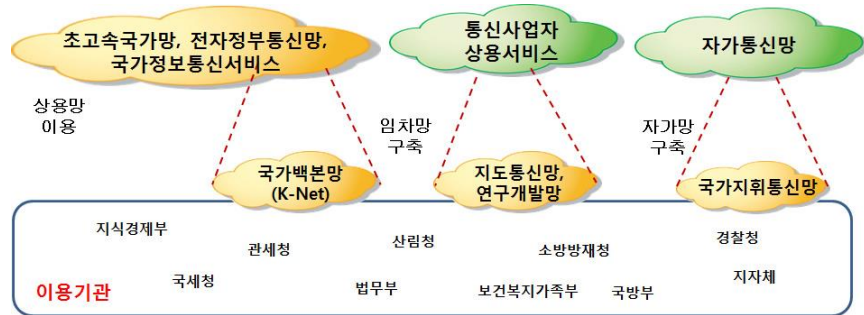 초고속국가망, 전자정부통신망,
국가정보통신서비스
통신사업자
상용서비스
자가통신망
상용망
이용
임차망
구축
자가망
구축
국가백본망
(K-Net)
지도통신망,
연구개발망
국가지휘통신망
지식경제부
관세청
산림청
소방방재청
경찰청
이용기관
국세청
법무부
보건복지가족부
국방부
지자체